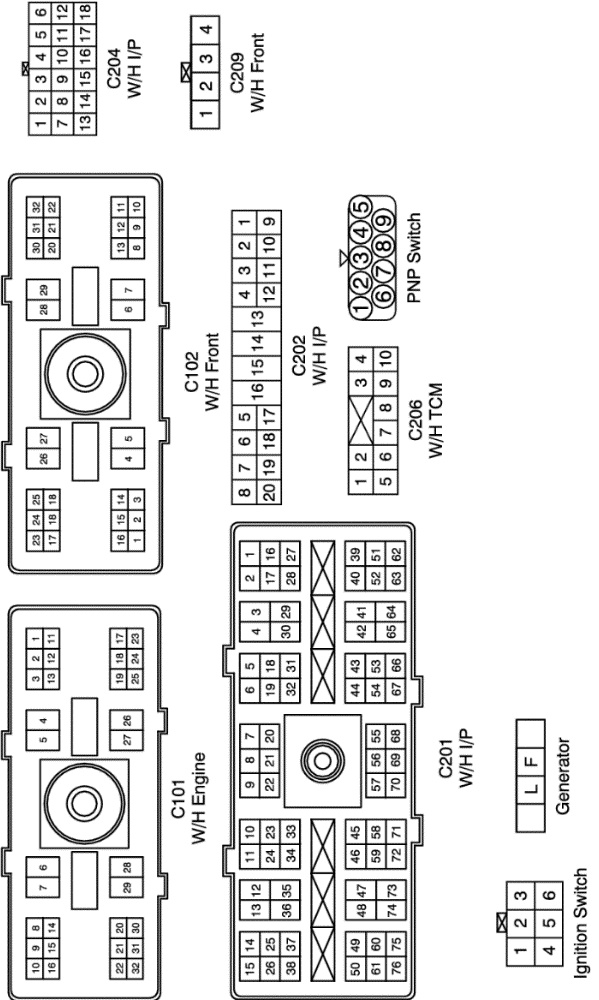 10 9 8 7 6 5 4 3 2 1
16 15 14 13 12 11
22 21 20 29 28 27 26 19 18 17
32 31 30 25 24 23
C101
W/H Engine
23 24 25 26 27 28 29 30 31 32
17 18 18 20 21 22
16 15 14 4 5 6 7 13 12 11
1 2 3 8 9 10
C102
W/H Front
1 2 3 4 5 6
7 8 9 10 11 12
13 14 15 16 17 18
C204
W/H I/P
1 2 3 4
C209
W/H Front
15 14 13 12 11 10 9 8 7 6 5 4 3 2 1
26 25 36 35 24 23 22 21 20 19 18 30 29 17 16
38 37 34 33 32 31 28 27
50 49 48 47 46 45 57 56 55 44 43 42 41 40 39
61 60 74 73 59 58 70 69 68 54 53 65 64 52 51
76 75 72 71 67 66 63 62
C201
W/H I/P
8 7 6 5 16 15 14 13 4 3 2 1
20 19 18 17 12 11 10 9
C202
W/H I/P
1 2 3 4
5 6 7 8 9 10
C206
W/H TCM
1 2 3 4 5
6 7 8 9
PNP Switch
1 2 3
4 5 6
Ignition Switch
L F
Generator